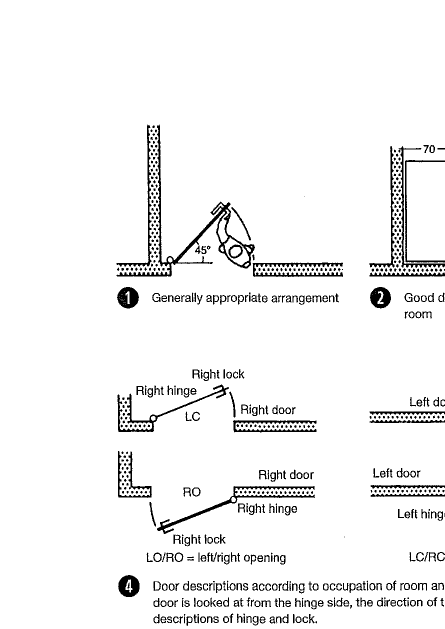 70
45°
1 Generally appropriate arrangement
2 Good d
room
Right lock
Right hinge
LC
Right door
Left do
RO
Right door
Left door
Right hinge
Left hing
Right lock
LO/RO = left/right opening
LC/RC
4 Door descriptions according to occupation of room an
door is looked at from the hinge side, the direction of t
descriptions of hinge and lock.